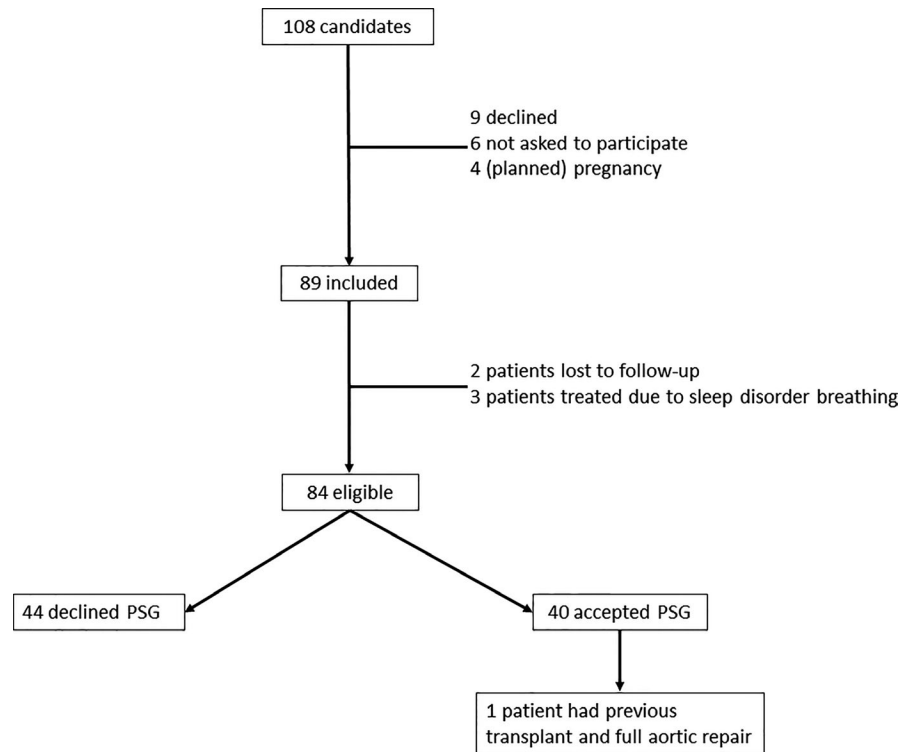 108 candidates
9 declined
6 not asked to participate
4 (planned) pregnancy
89 included
2 patients lost to follow-up
3 patients treated due to sleep disorder breathing
84 eligible
44 declined PSG
40 accepted PSG
1 patient had previous
transplant and full aortic repair